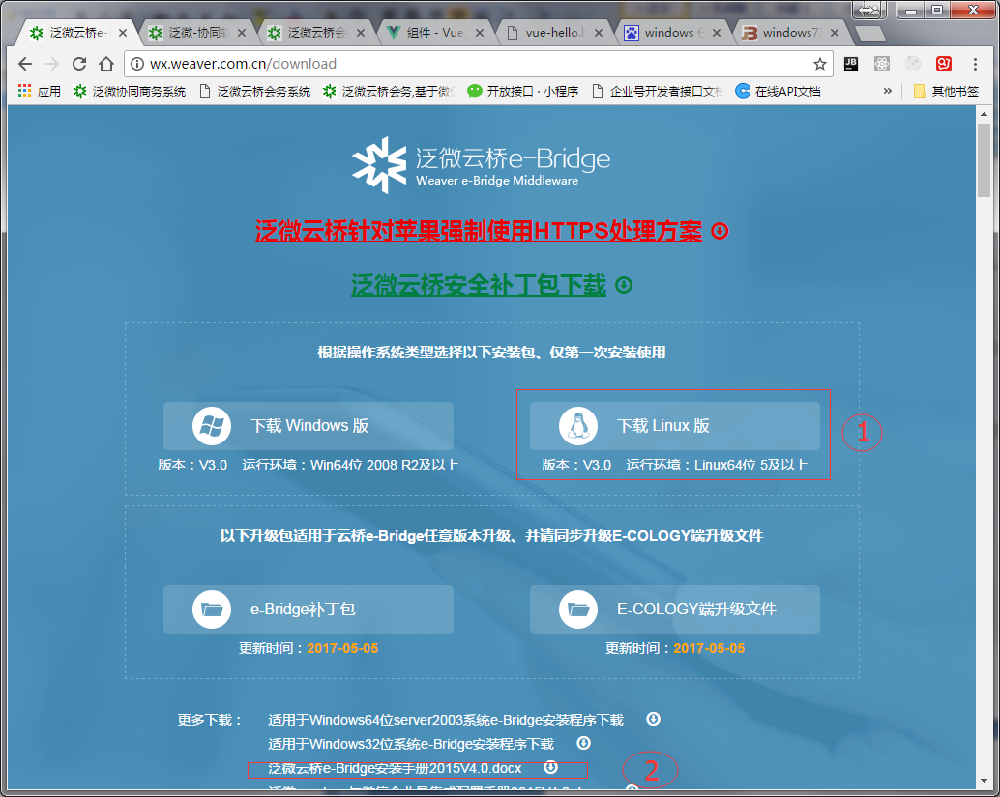 泛微云桥e-
泛微-协同软
泛微云桥会
组件 - Vue.
vue-hello.h
windows 任
windows7
wx.weaver.com.cn/download
应用
泛微协同商务系统
泛微云桥会务系统
泛微云桥会务,基于微信
开放接口 · 小程序
企业号开发者接口文档
在线API文档
»
其他书签
泛微云桥e-Bridge
Weaver e-Bridge Middleware
泛微云桥针对苹果强制使用HTTPS处理方案
泛微云桥安全补丁包下载
根据操作系统类型选择以下安装包、仅第一次安装使用
下载 Windows 版
下载 Linux 版
1
版本：V3.0 运行环境：Win64位 2008 R2及以上
版本：V3.0 运行环境：Linux64位 5及以上
以下升级包适用于云桥e-Bridge任意版本升级、并请同步升级E-COLOGY端升级文件
e-Bridge补丁包
E-COLOGY端升级文件
更新时间：2017-05-05
更新时间：2017-05-05
更多下载：
适用于Windows64位server2003系统e-Bridge安装程序下载
适用于Windows32位系统e-Bridge安装程序下载
泛微云桥e-Bridge安装手册2015V4.0.docx
2